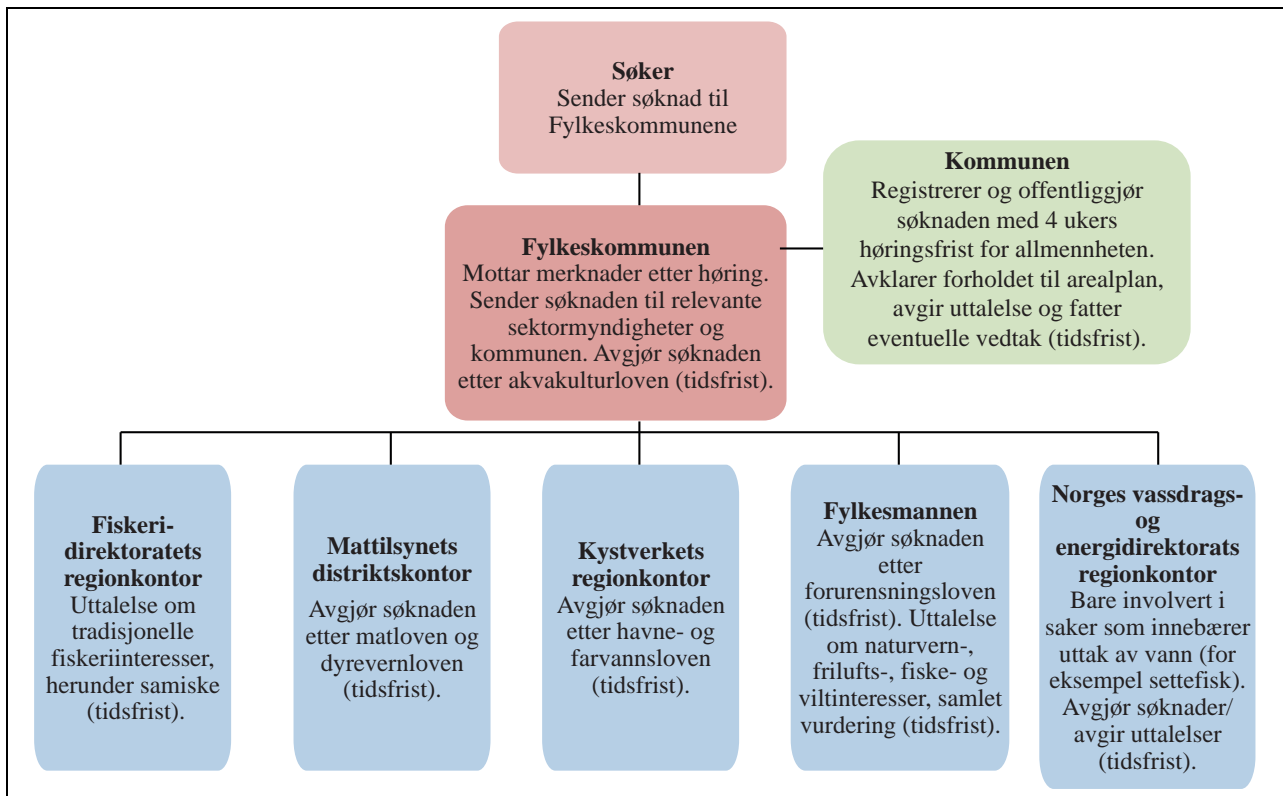 Søker
Sender søknad til
Fylkeskommunene
Kommunen
Registrerer og offentliggjør
søknaden med 4 ukers
høringsfrist for allmennheten.
Avklarer forholdet til arealplan,
avgir uttalelse og fatter
eventuelle vedtak (tidsfrist).
Fylkeskommunen
Mottar merknader etter høring.
Sender søknaden til relevante
sektormyndigheter og
kommunen. Avgjør søknaden
etter akvakulturloven (tidsfrist).
Fiskeri-
direktoratets
regionkontor
Uttalelse om
tradisjonelle
fiskeriinteresser,
herunder samiske
(tidsfrist).
Mattilsynets
distriktskontor
Avgjør søknaden
etter matloven og
dyrevernloven
(tidsfrist).
Kystverkets
regionkontor
Avgjør søknaden
etter havne- og
farvannsloven
(tidsfrist).
Fylkesmannen
Avgjør søknaden
etter
forurensningsloven
(tidsfrist). Uttalelse
om naturvern-,
frilufts-, fiske- og
viltinteresser, samlet
vurdering (tidsfrist).
Norges vassdrags-
og
energidirektorats
regionkontor
Bare involvert i
saker som innebærer
uttak av vann (for
eksempel settefisk).
Avgjør søknader/
avgir uttalelser
(tidsfrist).